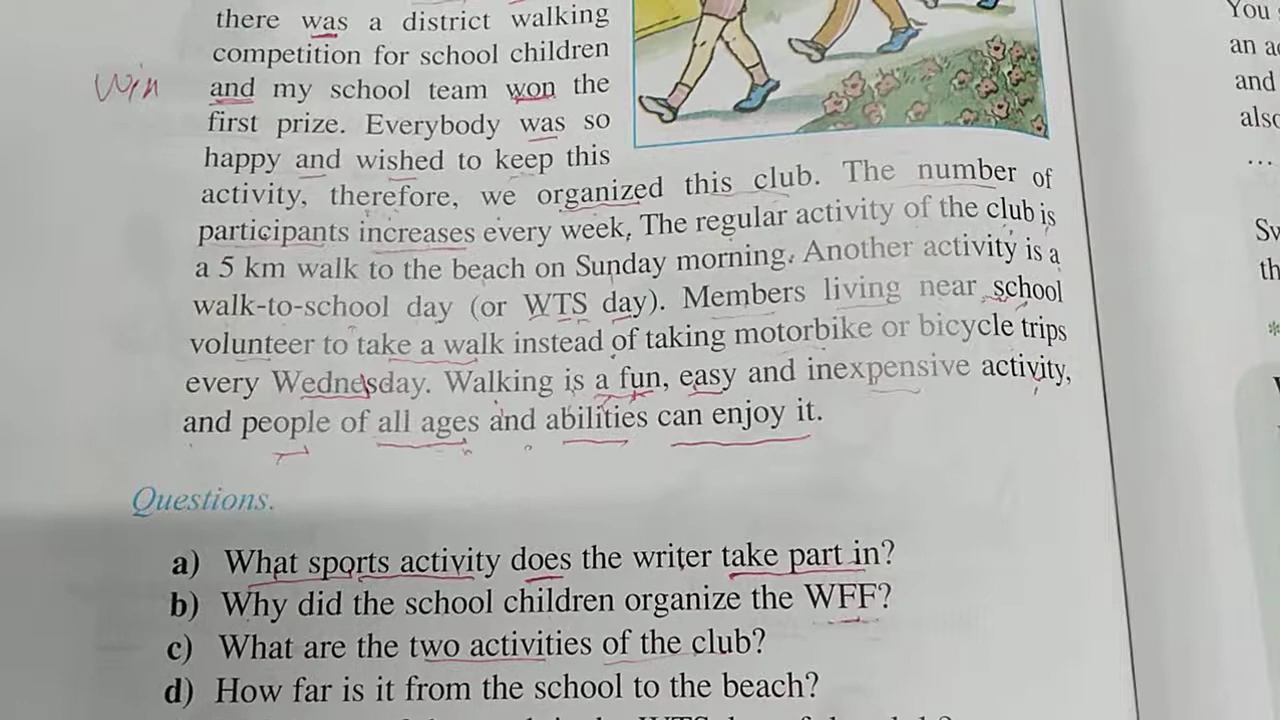 there was a district walking
competition for school children
Win
and my school team won the
first prize. Everybody was so
happy and wished to keep this
activity, therefore, we organized this club. The number of
participants increases every week, The regular activity of the club is
a 5 km walk to the beach on Sunday morning. Another activity is a
walk-to-school day (or WTS day). Members living near school
volunteer to take a walk instead of taking motorbike or bicycle trips
every Wednesday. Walking is a fun, easy and inexpensive activity,
and people of all ages and abilities can enjoy it.
Questions.
a) What sports activity does the writer take part in?
b) Why did the school children organize the WFF?
c) What are the two activities of the club?
d) How far is it from the school to the beach?
You
and
...